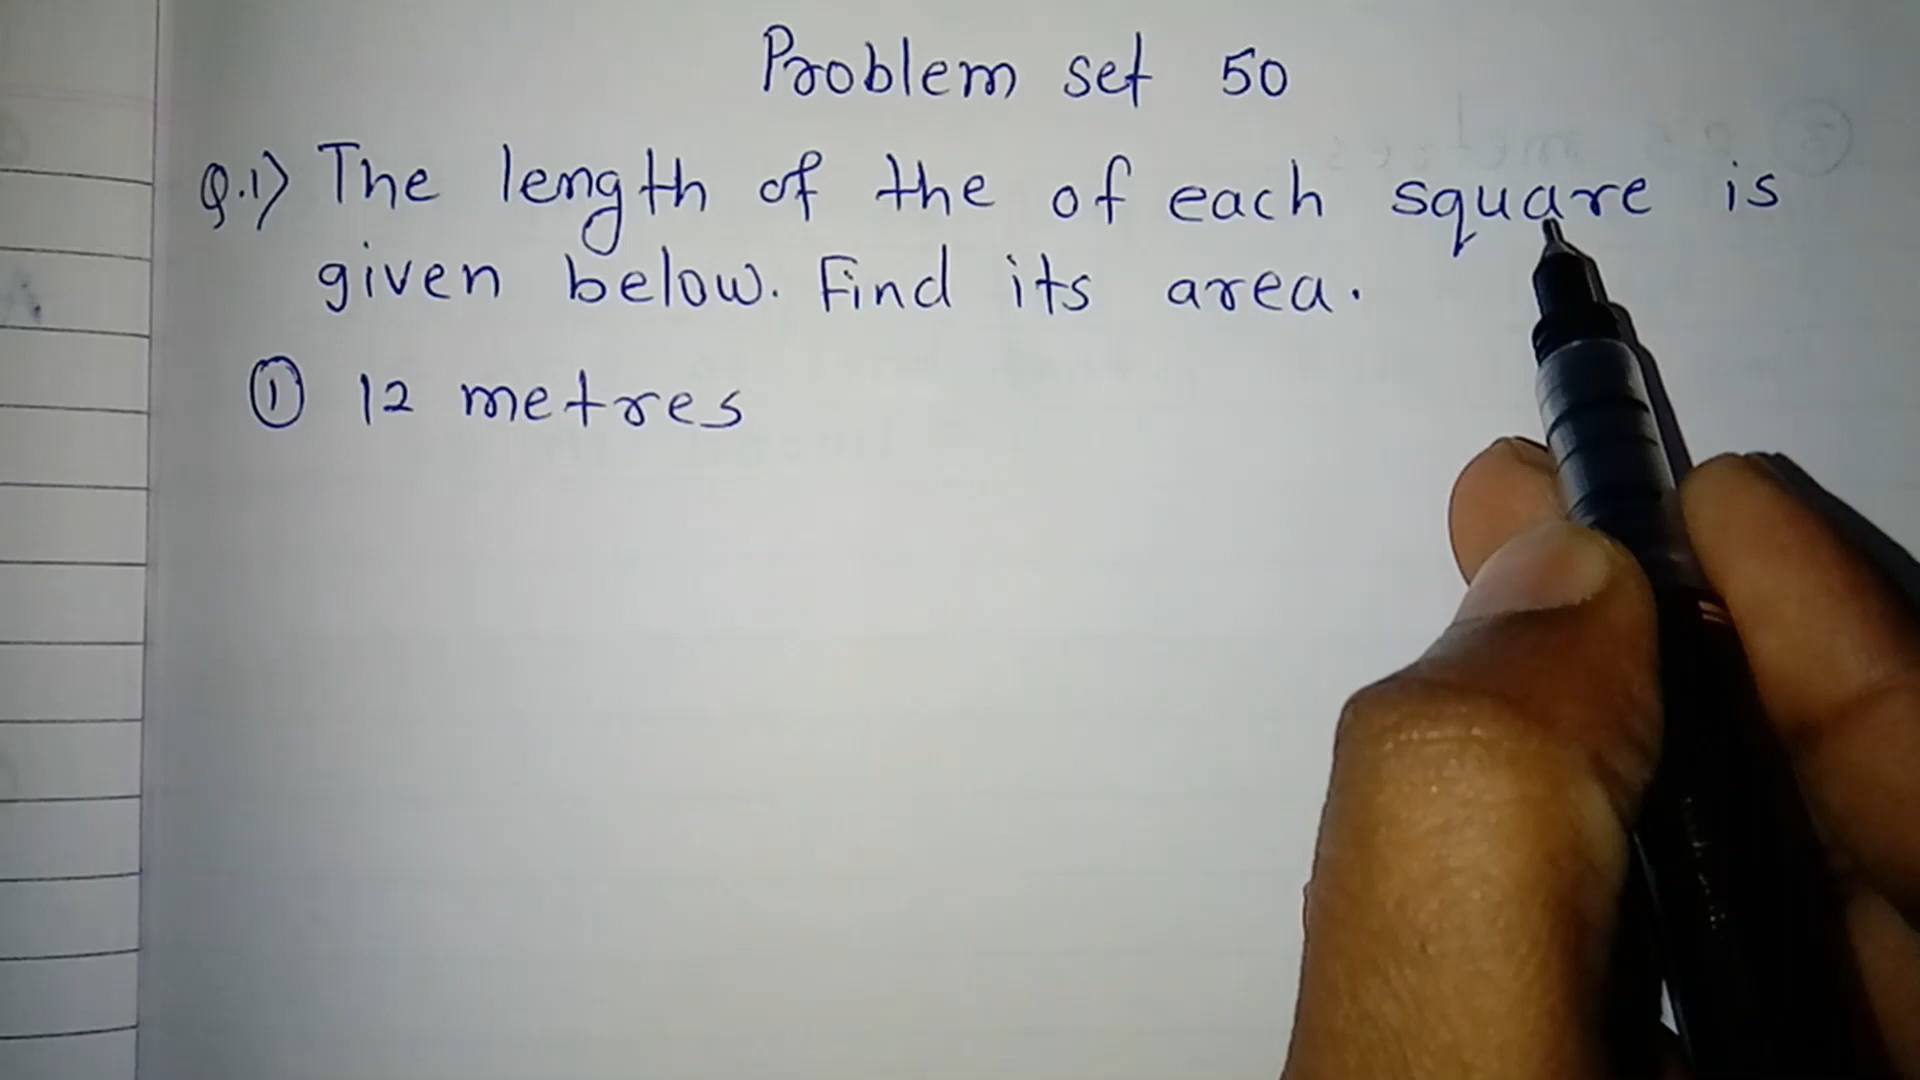 Problem set 50
Q.1) The length of the of each square is
given below. Find its area.
① 12 metres